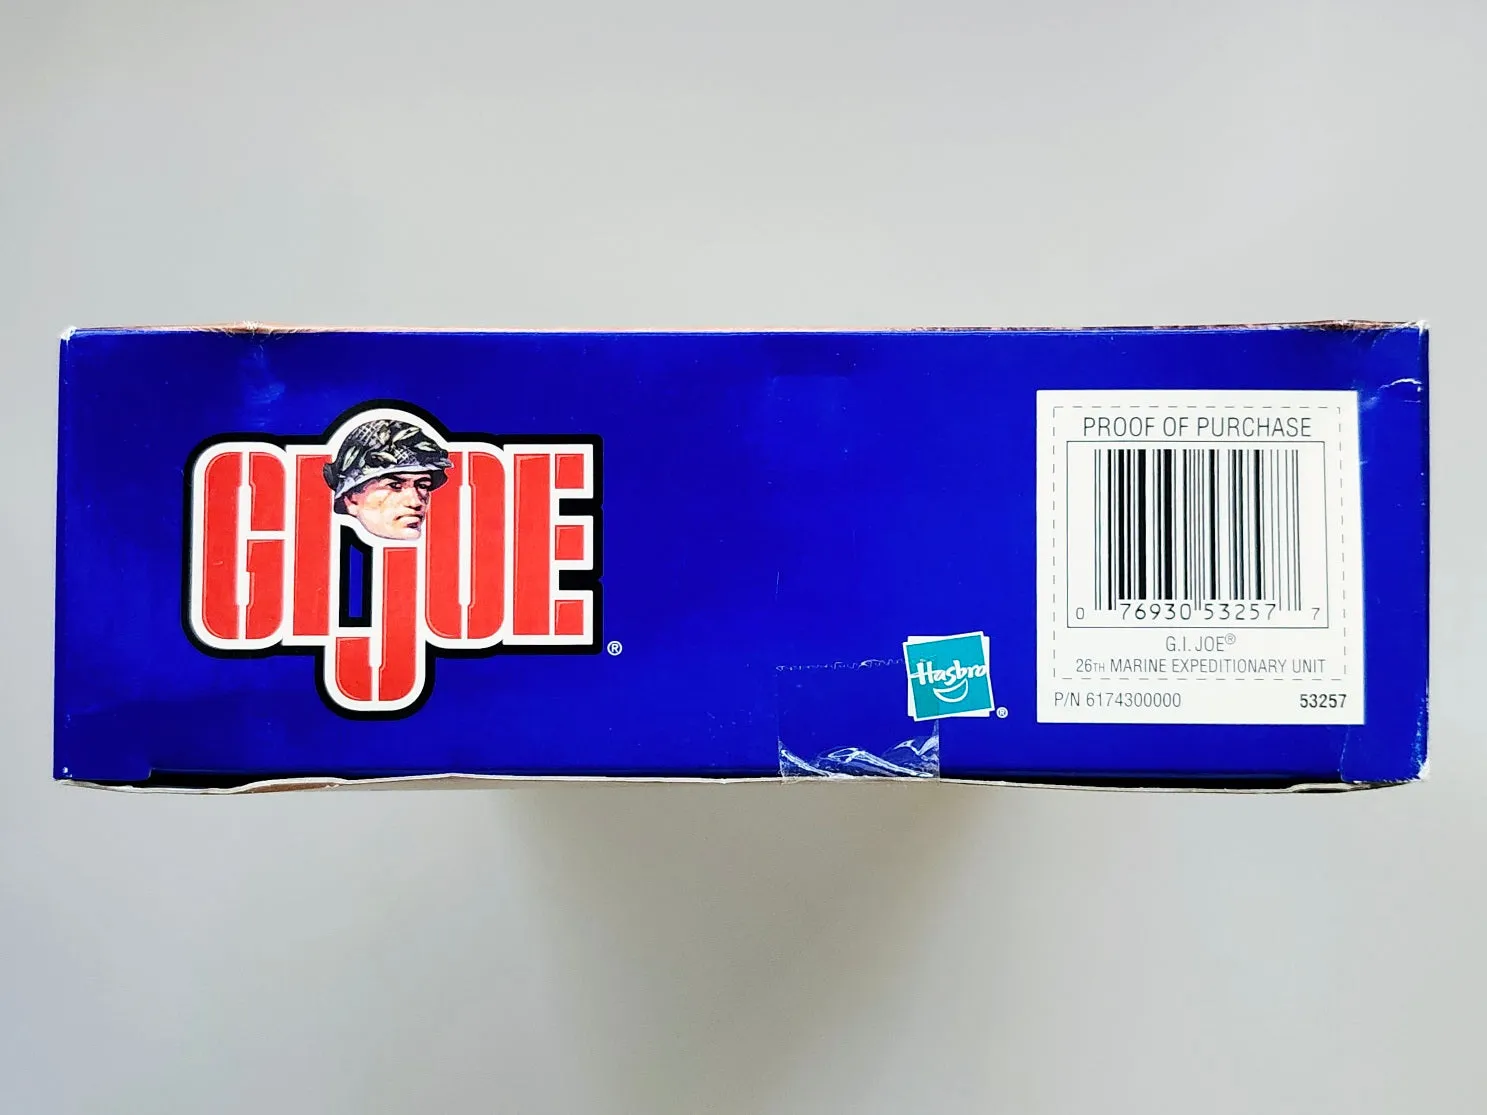 GI JOE ®
Hasbro ®
PROOF OF PURCHASE
0 76930 53257 7
G.I. JOE®
26TH MARINE EXPEDITIONARY UNIT
P/N 6174300000 53257